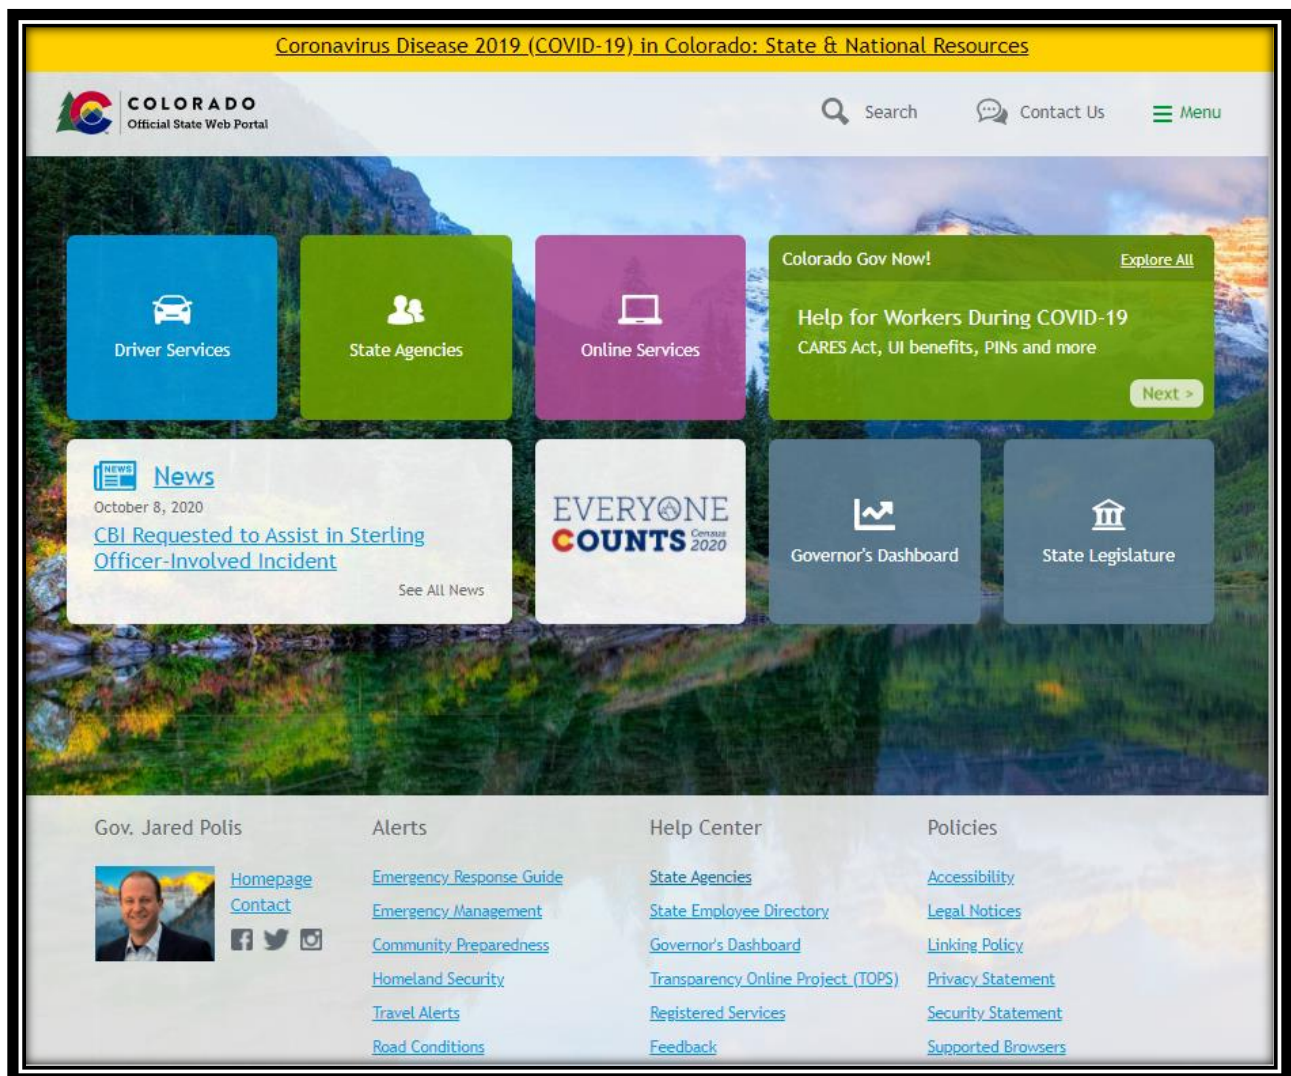 Coronavirus Disease 2019 (COVID-19) in Colorado: State & National Resources
COLORADO
Official State Web Portal
Search
Contact Us
Menu
Driver Services
State Agencies
Online Services
Colorado Gov Now!
Explore All
Help for Workers During COVID-19
CARES Act, UI benefits, PINs and more
Next >
NEWS
News
October 8, 2020
CBI Requested to Assist in Sterling
Officer-Involved Incident
See All News
EVERYONE
COUNTS Census
2020
Governor's Dashboard
State Legislature
Gov. Jared Polis
Homepage
Contact
Alerts
Emergency Response Guide
Emergency Management
Community Preparedness
Homeland Security
Travel Alerts
Road Conditions
Help Center
State Agencies
State Employee Directory
Governor's Dashboard
Transparency Online Project (TOPS)
Registered Services
Feedback
Policies
Accessibility
Legal Notices
Linking Policy
Privacy Statement
Security Statement
Supported Browsers